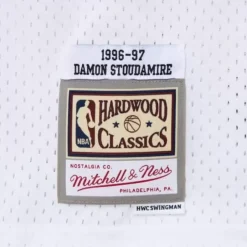 1996-97
DAMON STOUDAMIRE
HARDWOOD
NBA
CLASSICS
NOSTALGIA CO.
Mitchell & Ness
PHILADELPHIA, PA.
HWC SWINGMAN